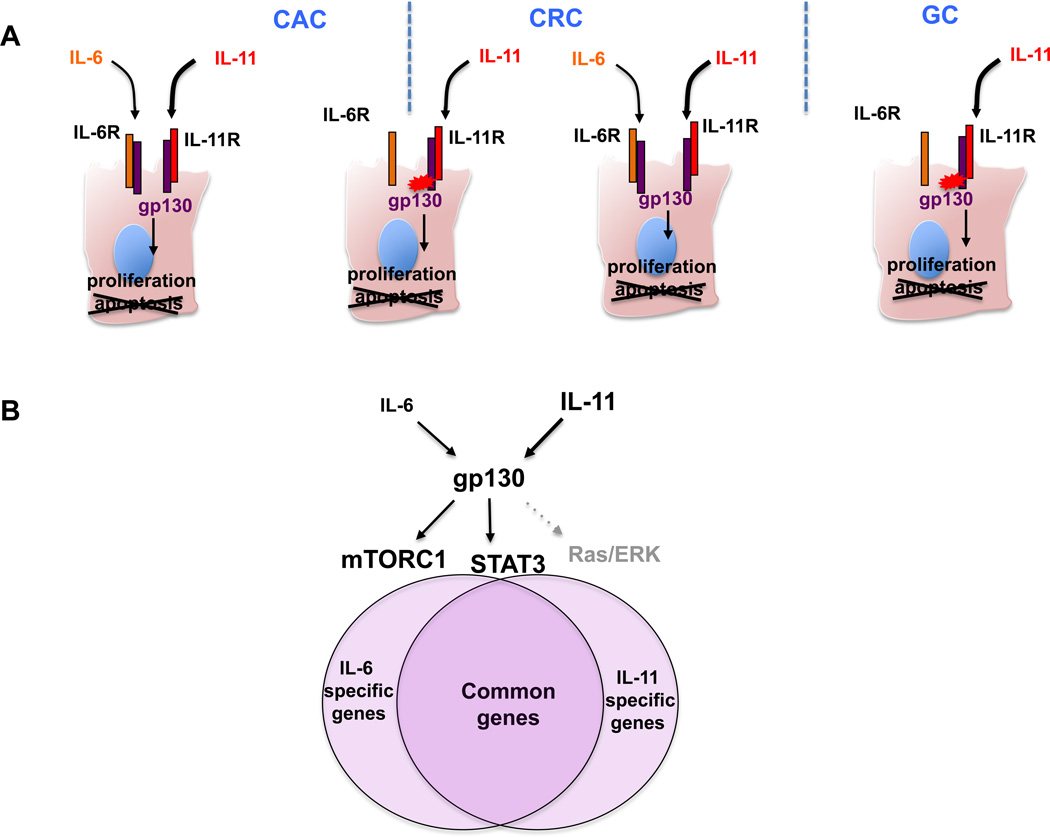 A
CAC
CRC
GC
IL-6
IL-11
IL-6R
IL-11R
gp130
proliferation
apoptosis
IL-11
IL-6R
IL-11R
gp130
proliferation
apoptosis
IL-6
IL-11
IL-6R
IL-11R
gp130
proliferation
apoptosis
IL-11
IL-6R
IL-11R
gp130
proliferation
apoptosis
B
IL-6
IL-11
gp130
mTORC1
STAT3
Ras/ERK
IL-6
specific
genes
Common
genes
IL-11
specific
genes